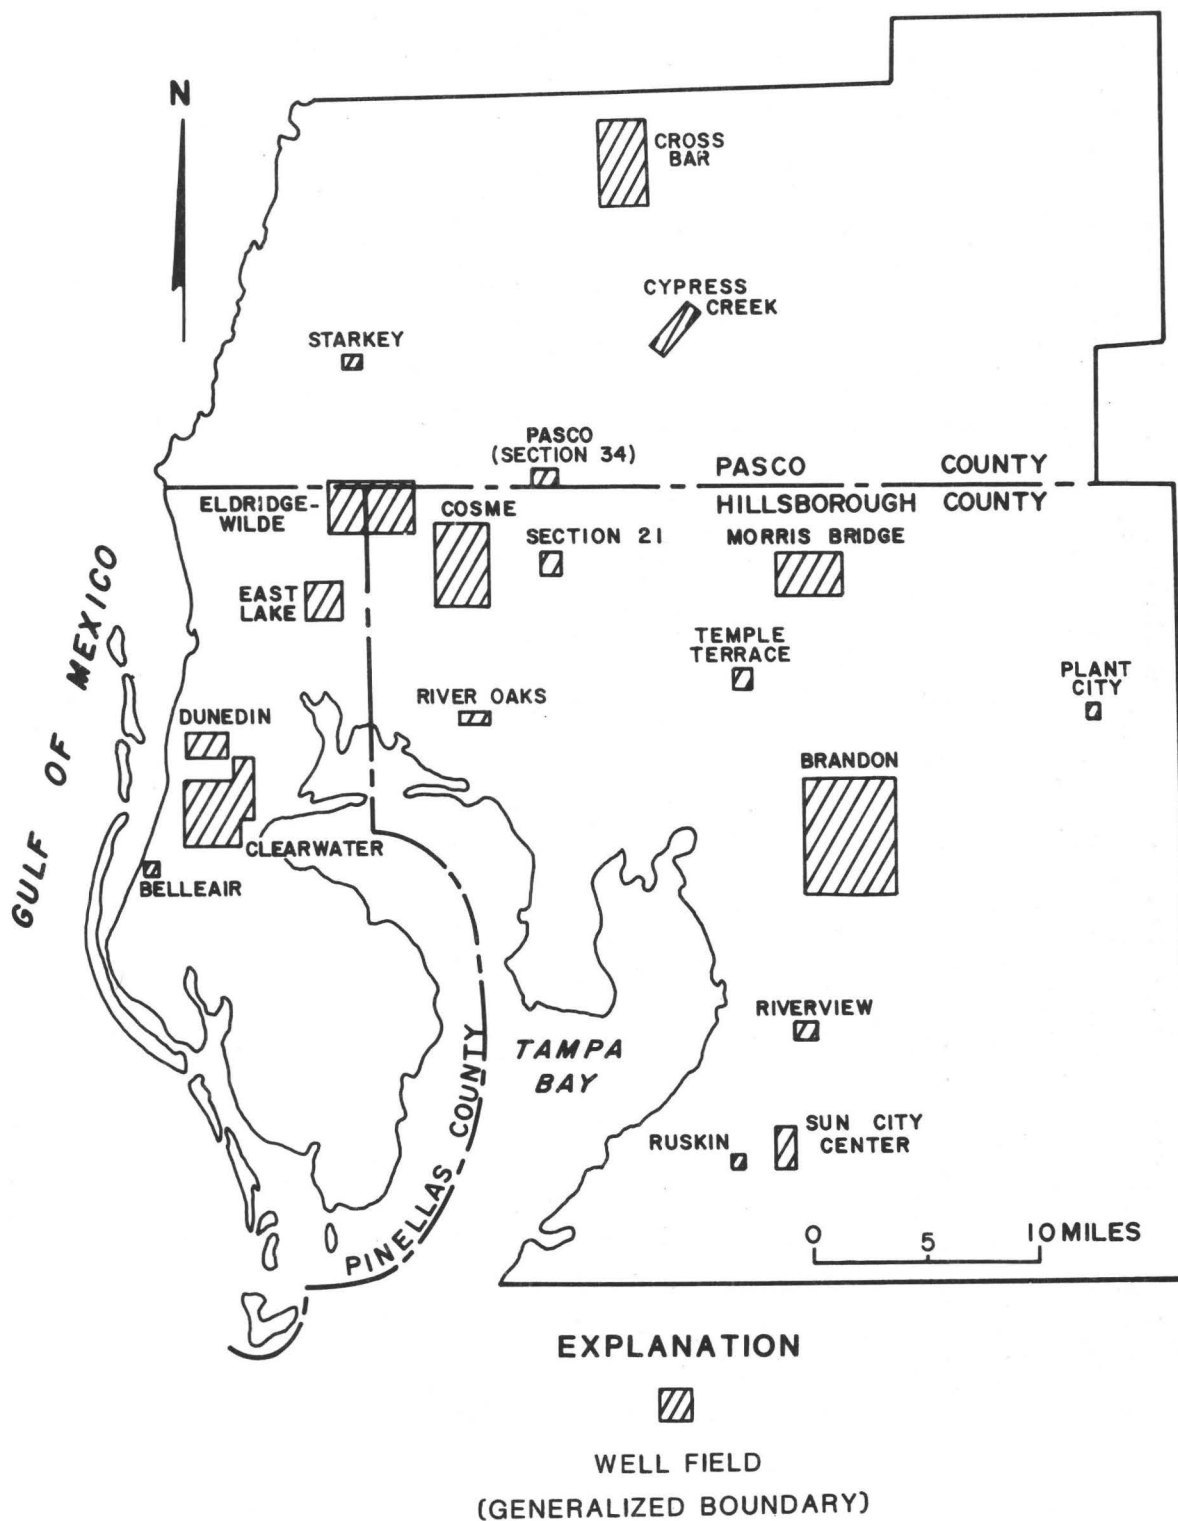 N
CROSS
BAR
CYPRESS
CREEK
STARKEY
PASCO
(SECTION 34)
PASCO COUNTY
HILLSBOROUGH COUNTY
ELDRIDGE-
WILDE
COSME
SECTION 21
MORRIS BRIDGE
EAST
LAKE
TEMPLE
TERRACE
PLANT
CITY
RIVER OAKS
DUNEDIN
BRANDON
GULF OF MEXICO
CLEARWATER
BELLEAIR
RIVERVIEW
TAMPA
BAY
PINELLAS COUNTY
RUSKIN
SUN CITY
CENTER
0 5 10 MILES
EXPLANATION
WELL FIELD
(GENERALIZED BOUNDARY)